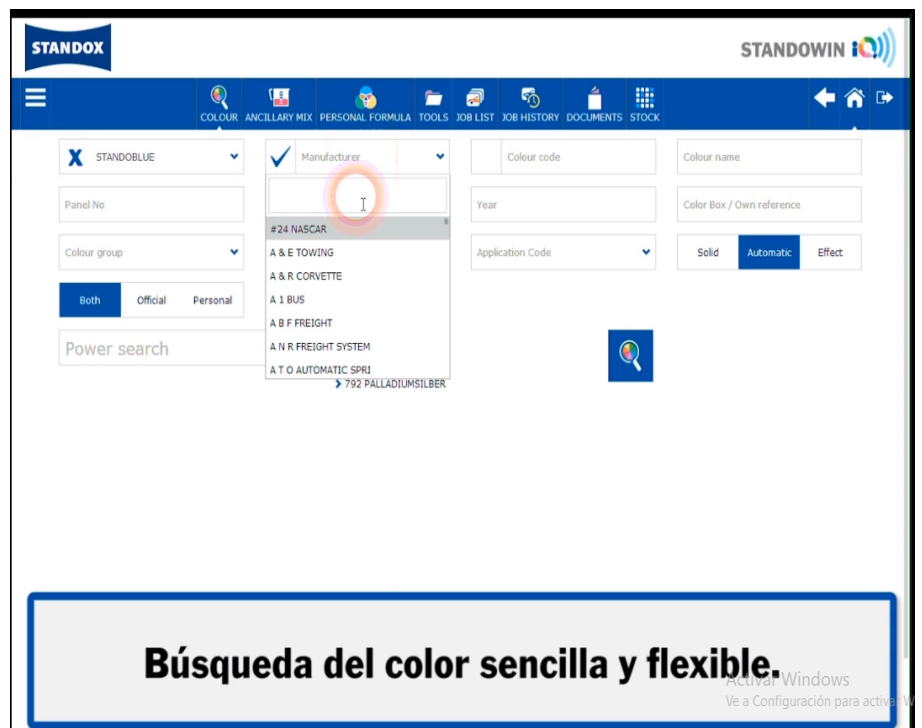 STANDOX
STANDOWIN iQ
COLOUR ANCILLARY MIX PERSONAL FORMULA TOOLS JOB LIST JOB HISTORY DOCUMENTS STOCK
X STANDOBLUE Manufacturer Colour code Colour name
Panel No Year Color Box / Own reference
#24 NASCAR
Colour group A & E TOWING Application Code Solid Automatic Effect
A & R CORVETTE
Both Official Personal A 1 BUS
A B F FREIGHT
Power search A N R FREIGHT SYSTEM
A T O AUTOMATIC SPRI
792 PALLADIUMSILBER
Búsqueda del color sencilla y flexible.
Activar Windows
Ve a Configuración para activar W